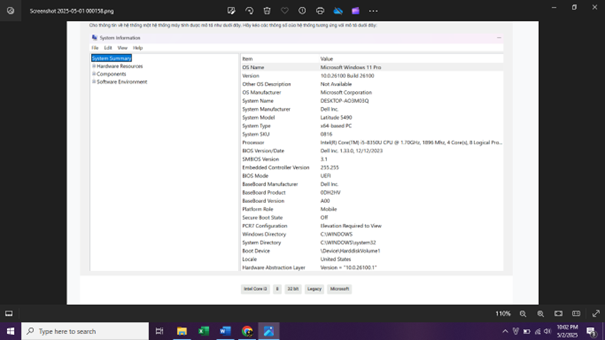 Screenshot 2025-05-01 000158.png
Cho thông tin về hệ thống một hệ thống máy tính được mô tả như dưới đây. Hãy kéo các thông số của hệ thống tương ứng với mô tả dưới đây:
System Information
File Edit View Help
System Summary
Hardware Resources
Components
Software Environment
Item Value
OS Name Microsoft Windows 11 Pro
Version 10.0.26100 Build 26100
Other OS Description Not Available
OS Manufacturer Microsoft Corporation
System Name DESKTOP-AO3M03Q
System Manufacturer Dell Inc.
System Model Latitude 5490
System Type x64-based PC
System SKU 0816
Processor Intel(R) Core(TM) i5-8350U CPU @ 1.70GHz, 1896 Mhz, 4 Core(s), 8 Logical Pro...
BIOS Version/Date Dell Inc. 1.33.0, 12/12/2023
SMBIOS Version 3.1
Embedded Controller Version 255.255
BIOS Mode UEFI
BaseBoard Manufacturer Dell Inc.
BaseBoard Product 0DH2HV
BaseBoard Version A00
Platform Role Mobile
Secure Boot State Off
PCR7 Configuration Elevation Required to View
Windows Directory C:\WINDOWS
System Directory C:\WINDOWS\system32
Boot Device \Device\HarddiskVolume1
Locale United States
Hardware Abstraction Layer Version = "10.0.26100.1"
8 32 bit Legacy Microsoft
110%
Type here to search
10:02 PM
5/2/2025